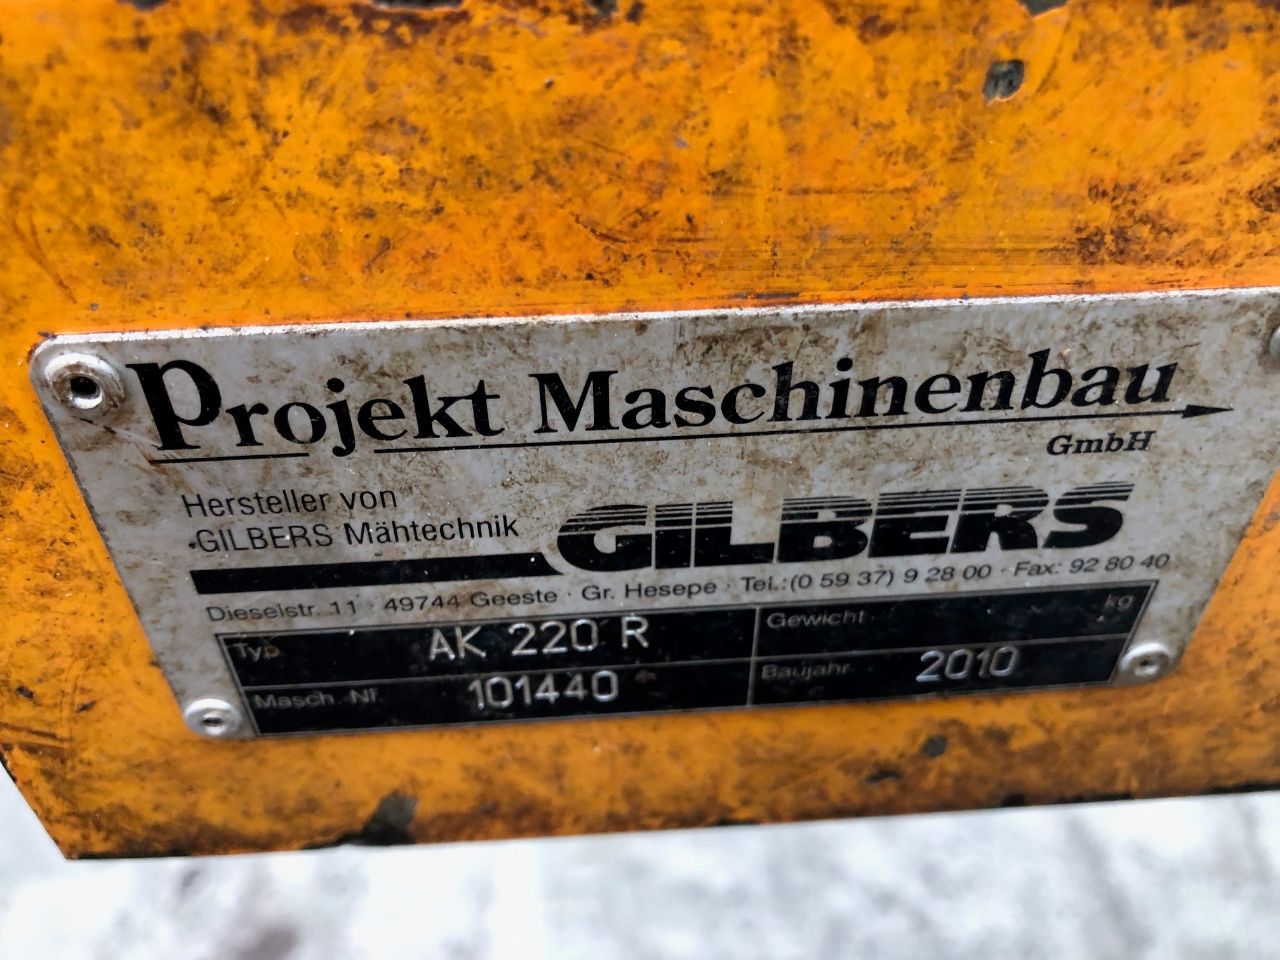 Projekt Maschinenbau
GmbH
Hersteller von
GILBERS Mähtechnik
GILBERS
Dieselstr. 11 · 49744 Geeste · Gr. Hesepe · Tel.: (0 59 37) 9 28 00 · Fax: 92 80 40
Typ AK 220 R Gewicht kg
Masch.-Nr. 101440 Baujahr 2010